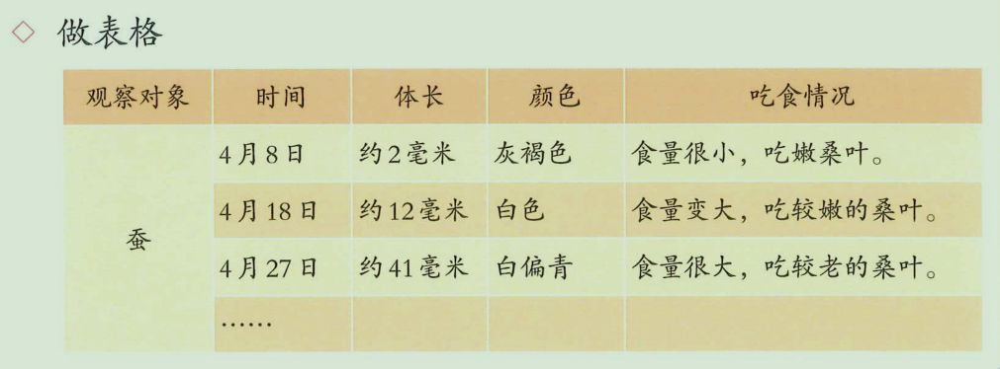 做表格
观察对象 时间 体长 颜色 吃食情况
4月8日 约2毫米 灰褐色 食量很小，吃嫩桑叶。
4月18日 约12毫米 白色 食量变大，吃较嫩的桑叶。
蚕
4月27日 约41毫米 白偏青 食量很大，吃较老的桑叶。
……